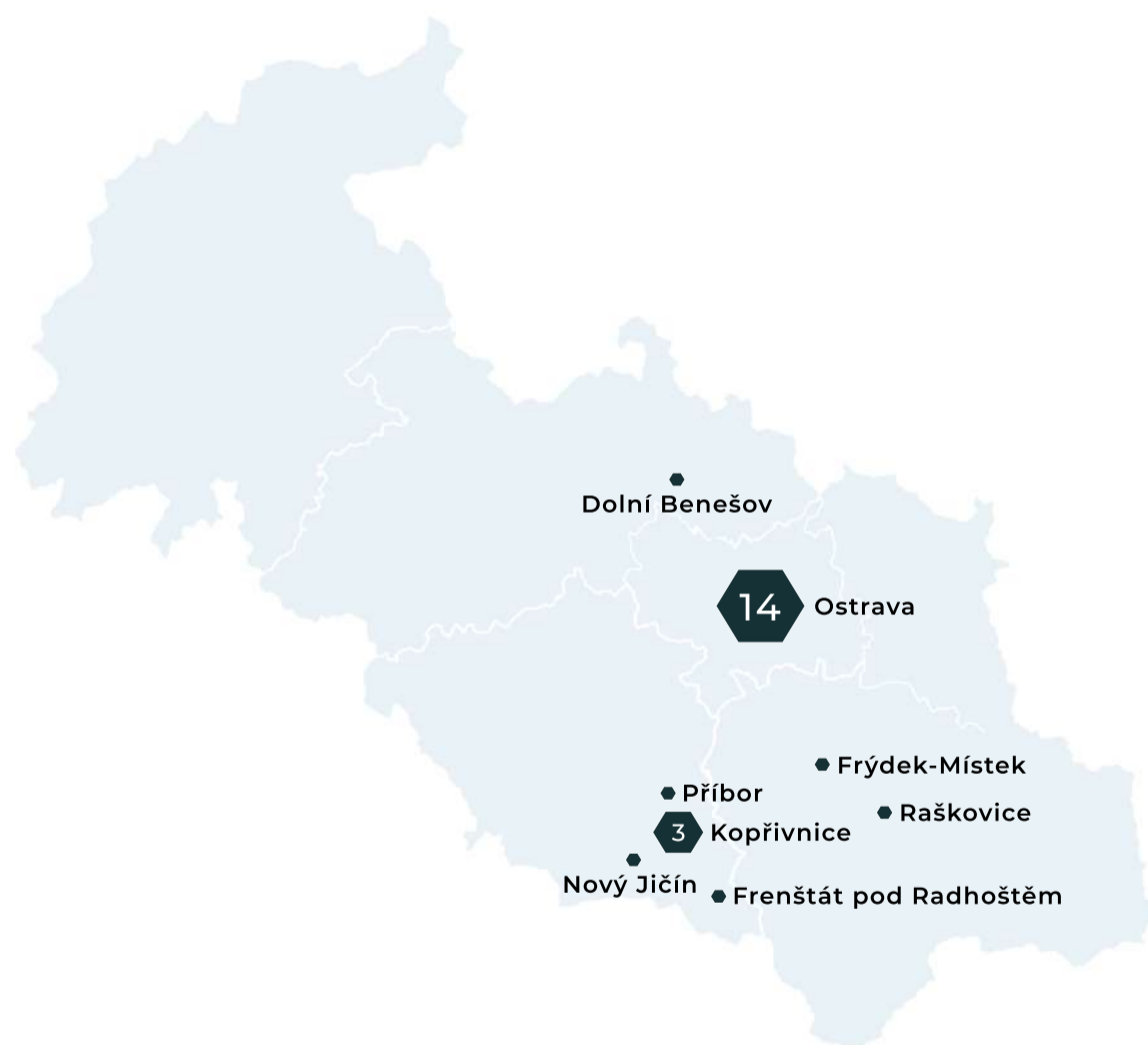 Dolní Benešov
14 Ostrava
Frýdek-Místek
Příbor
Raškovice
3 Kopřivnice
Nový Jičín
Frenštát pod Radhoštěm